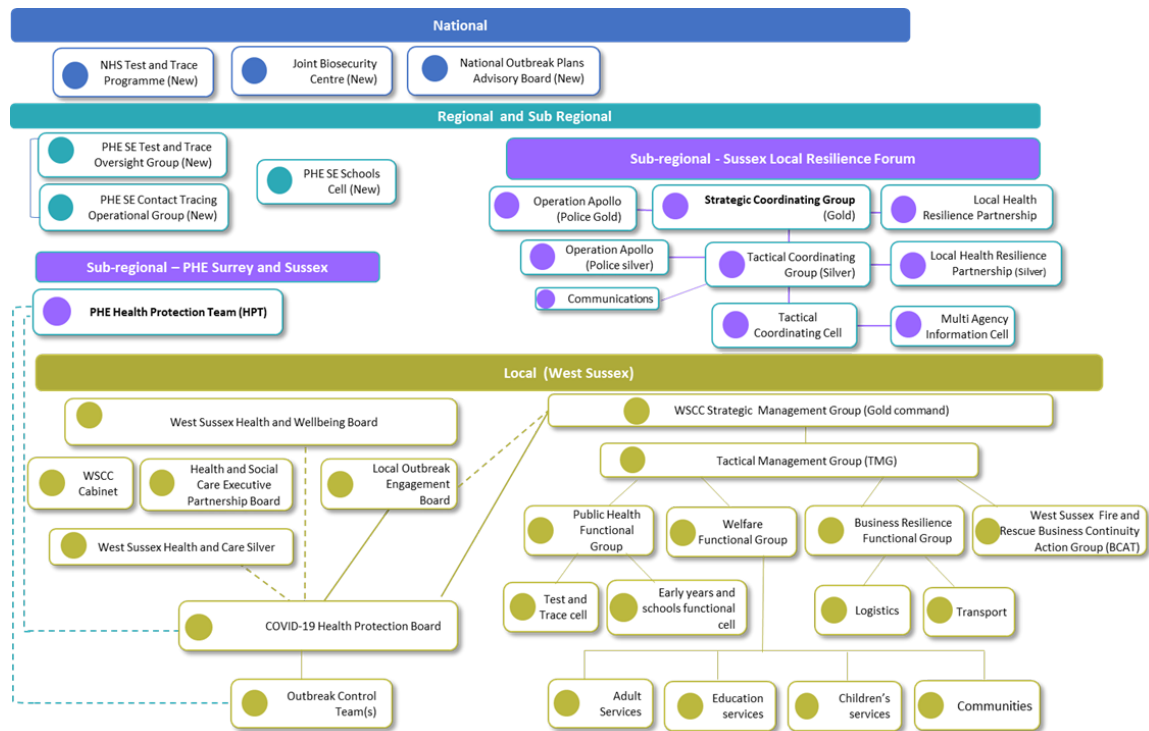 National
NHS Test and Trace
Programme (New)
Joint Biosecurity
Centre (New)
National Outbreak Plans
Advisory Board (New)
Regional and Sub Regional
PHE SE Test and Trace
Oversight Group (New)
PHE SE Contact Tracing
Operational Group (New)
PHE SE Schools
Cell (New)
Sub-regional - Sussex Local Resilience Forum
Operation Apollo
(Police Gold)
Strategic Coordinating Group
(Gold)
Local Health
Resilience Partnership
Operation Apollo
(Police silver)
Tactical Coordinating
Group (Silver)
Local Health Resilience
Partnership (Silver)
Communications
Tactical
Coordinating Cell
Multi Agency
Information Cell
Sub-regional – PHE Surrey and Sussex
PHE Health Protection Team (HPT)
Local (West Sussex)
West Sussex Health and Wellbeing Board
WSCC
Cabinet
Health and Social
Care Executive
Partnership Board
Local Outbreak
Engagement
Board
West Sussex Health and Care Silver
COVID-19 Health Protection Board
Outbreak Control
Team(s)
WSCC Strategic Management Group (Gold command)
Tactical Management Group (TMG)
Public Health
Functional
Group
Welfare
Functional Group
Business Resilience
Functional Group
West Sussex Fire and
Rescue Business Continuity
Action Group (BCAT)
Test and
Trace cell
Early years and
schools functional
cell
Logistics
Transport
Adult
Services
Education
services
Children's
services
Communities